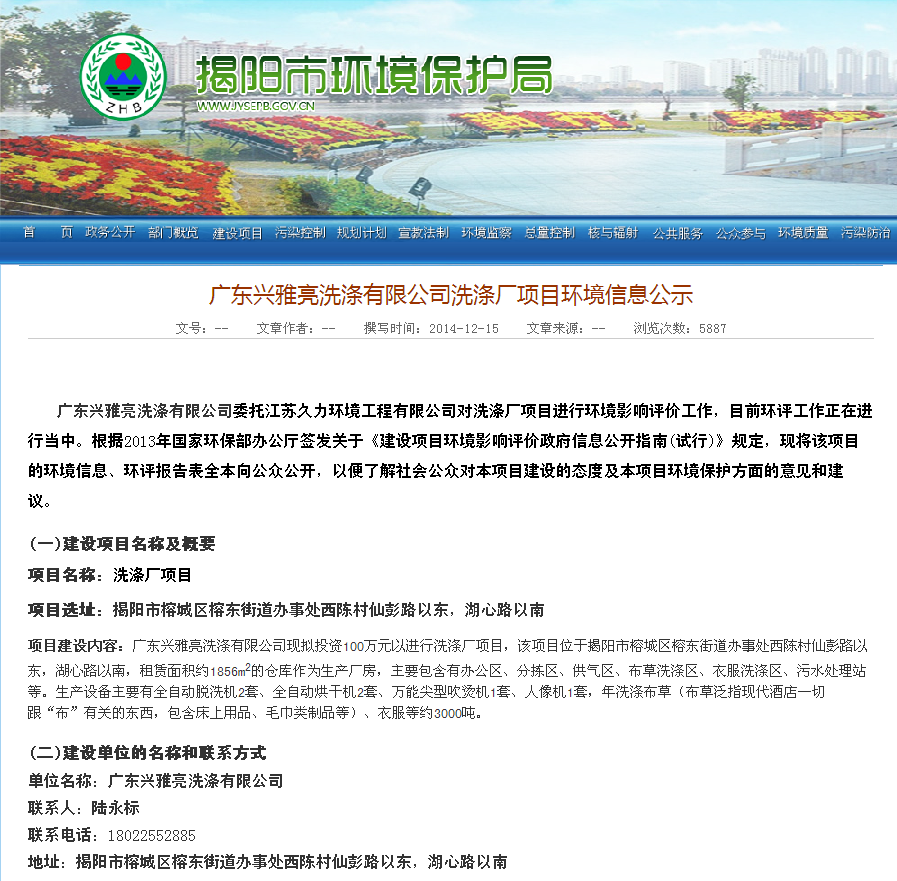 揭阳市环境保护局
WWW.JYSEPB.GOV.CN
ZHB
首 页 政务公开 部门概览 建设项目 污染控制 规划计划 宣教法制 环境监察 总量控制 核与辐射 公共服务 公众参与 环境质量 污染防治
广东兴雅亮洗涤有限公司洗涤厂项目环境信息公示
文号：-- 文章作者：-- 撰写时间：2014-12-15 文章来源：-- 浏览次数：5887
广东兴雅亮洗涤有限公司委托江苏久力环境工程有限公司对洗涤厂项目进行环境影响评价工作，目前环评工作正在进
行当中。根据2013年国家环保部办公厅签发关于《建设项目环境影响评价政府信息公开指南(试行)》规定，现将该项目
的环境信息、环评报告表全本向公众公开，以便了解社会公众对本项目建设的态度及本项目环境保护方面的意见和建
议。
(一)建设项目名称及概要
项目名称：洗涤厂项目
项目选址：揭阳市榕城区榕东街道办事处西陈村仙彭路以东，湖心路以南
项目建设内容：广东兴雅亮洗涤有限公司现拟投资100万元以进行洗涤厂项目，该项目位于揭阳市榕城区榕东街道办事处西陈村仙彭路以
东，湖心路以南，租赁面积约1856m²的仓库作为生产厂房，主要包含有办公区、分拣区、供气区、布草洗涤区、衣服洗涤区、污水处理站
等。生产设备主要有全自动脱洗机2套、全自动烘干机2套、万能尖型吹烫机1套、人像机1套，年洗涤布草（布草泛指现代酒店一切
跟“布”有关的东西，包含床上用品、毛巾类制品等）、衣服等约3000吨。
(二)建设单位的名称和联系方式
单位名称：广东兴雅亮洗涤有限公司
联系人：陆永标
联系电话：18022552885
地址：揭阳市榕城区榕东街道办事处西陈村仙彭路以东，湖心路以南